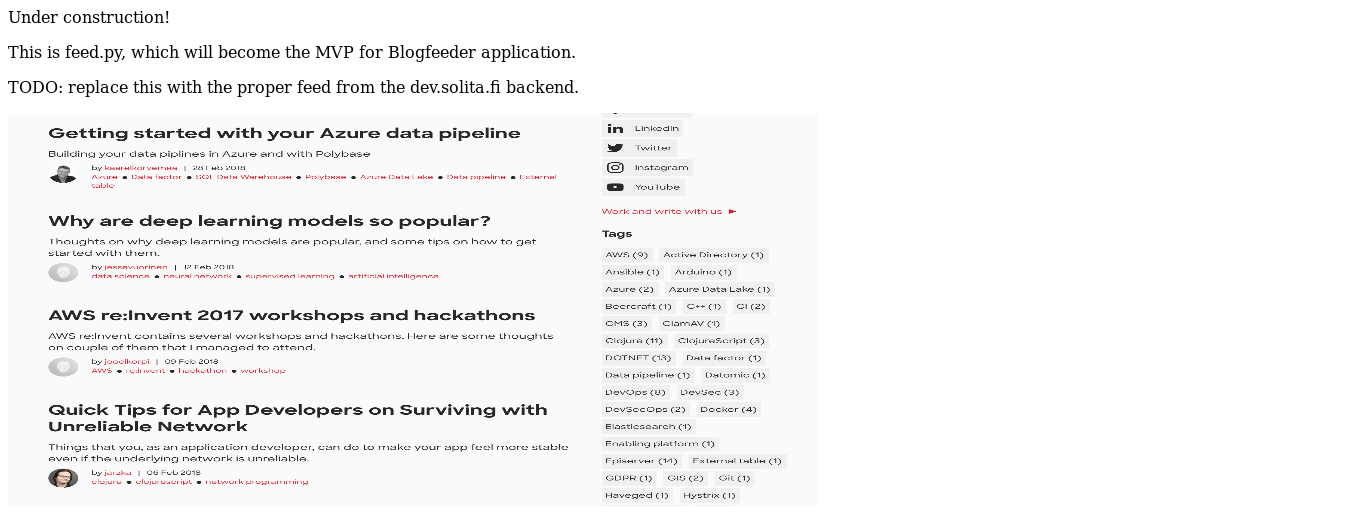 Under construction!
This is feed.py, which will become the MVP for Blogfeeder application.
TODO: replace this with the proper feed from the dev.solita.fi backend.
Getting started with your Azure data pipeline
Building your data piplines in Azure and with Polybase
by kaarelkorvemaa | 28 Feb 2018
Azure ● Data factor ● SQL Data Warehouse ● Polybase ● Azure Data Lake ● Data pipeline ● External
table
Why are deep learning models so popular?
Thoughts on why deep learning models are popular, and some tips on how to get
started with them.
by jessevuorinen | 12 Feb 2018
data science ● neural network ● supervised learning ● artificial intelligence
AWS re:Invent 2017 workshops and hackathons
AWS re:Invent contains several workshops and hackathons. Here are some thoughts
on couple of them that I managed to attend.
by jooelkorpi | 09 Feb 2018
AWS ● re:Invent ● hackathon ● workshop
Quick Tips for App Developers on Surviving with
Unreliable Network
Things that you, as an application developer, can do to make your app feel more stable
even if the underlying network is unreliable.
by jarzka | 06 Feb 2018
clojure ● clojurescript ● network programming
LinkedIn
Twitter
Instagram
YouTube
Work and write with us
Tags
AWS (9) Active Directory (1)
Ansible (1) Arduino (1)
Azure (2) Azure Data Lake (1)
Beercraft (1) C++ (1) CI (2)
CMS (3) ClamAV (1)
Clojure (11) ClojureScript (3)
DOTNET (13) Data factor (1)
Data pipeline (1) Datomic (1)
DevOps (8) DevSec (3)
DevSecOps (2) Docker (4)
Elasticsearch (1)
Enabling platform (1)
Episerver (14) External table (1)
GDPR (1) GIS (2) Git (1)
Haveged (1) Hystrix (1)